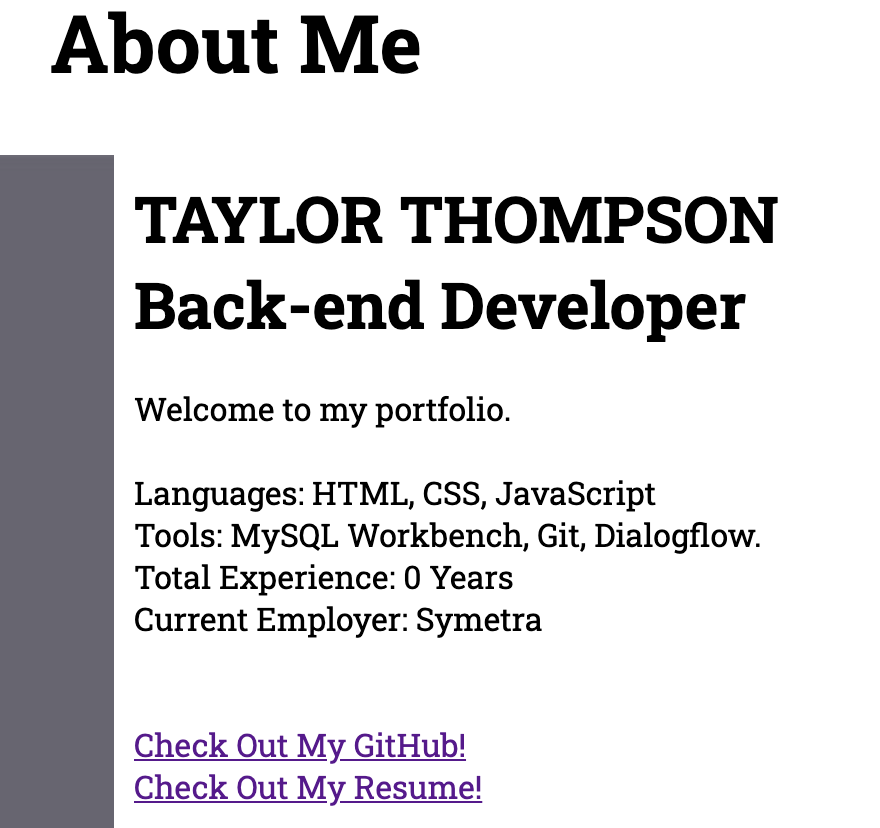 About Me
TAYLOR THOMPSON
Back-end Developer
Welcome to my portfolio.
Languages: HTML, CSS, JavaScript
Tools: MySQL Workbench, Git, Dialogflow.
Total Experience: 0 Years
Current Employer: Symetra
Check Out My GitHub!
Check Out My Resume!